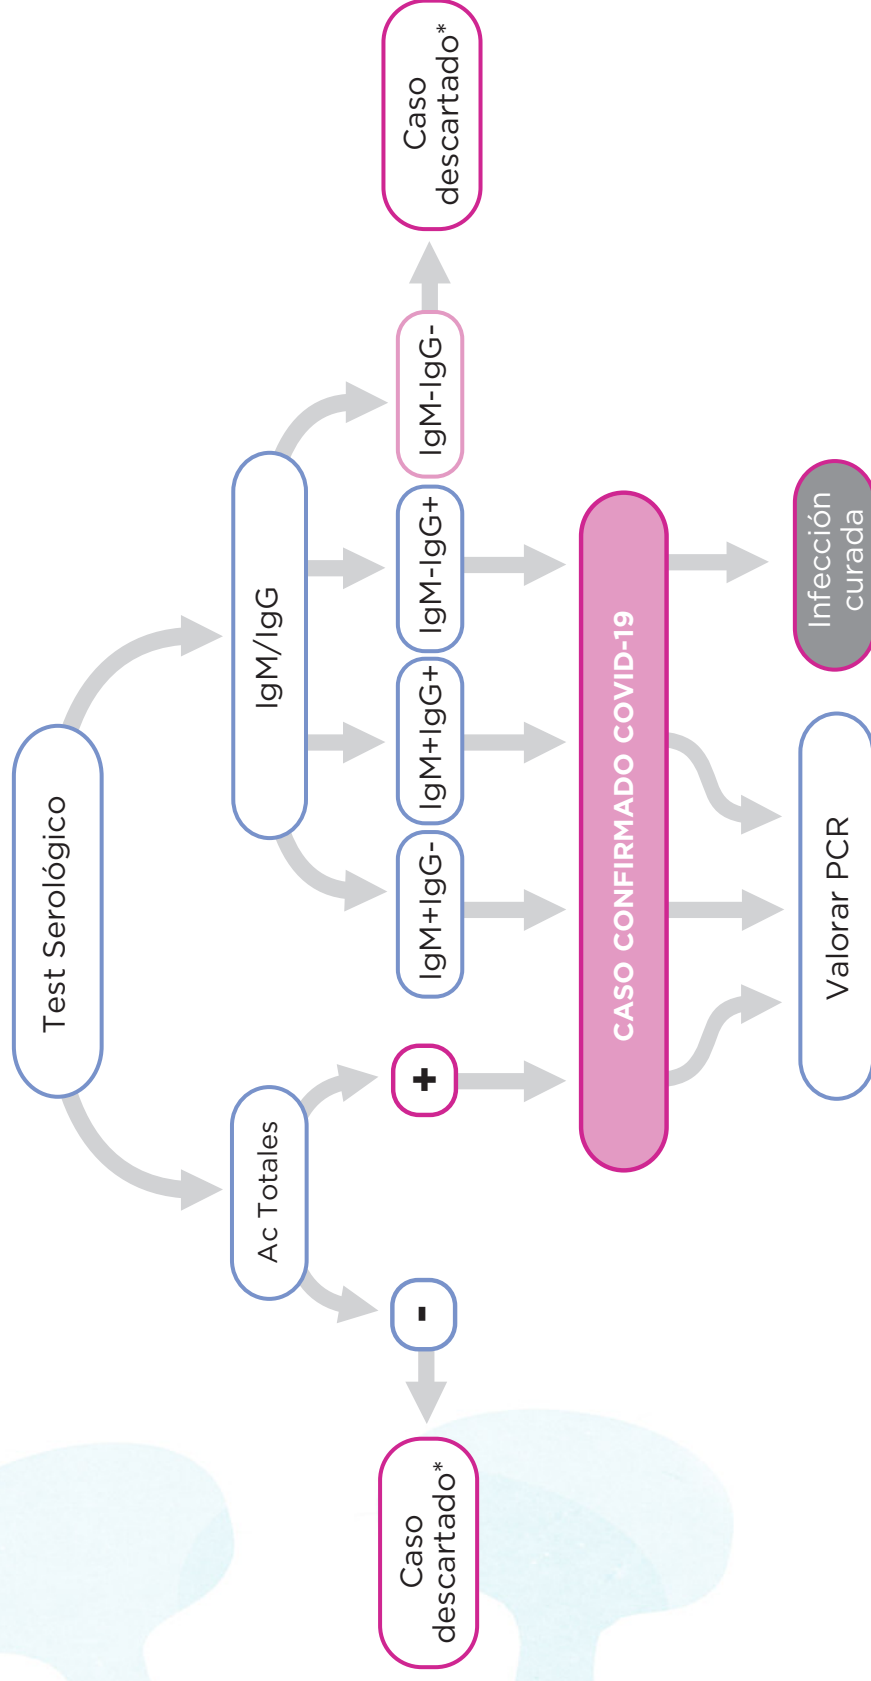 Test Serológico
Ac Totales
IgM/IgG
-
+
IgM+IgG-
IgM+IgG+
IgM-IgG+
IgM-IgG-
Caso
descartado*
Caso
descartado*
CASO CONFIRMADO COVID-19
Valorar PCR
Infección
curada